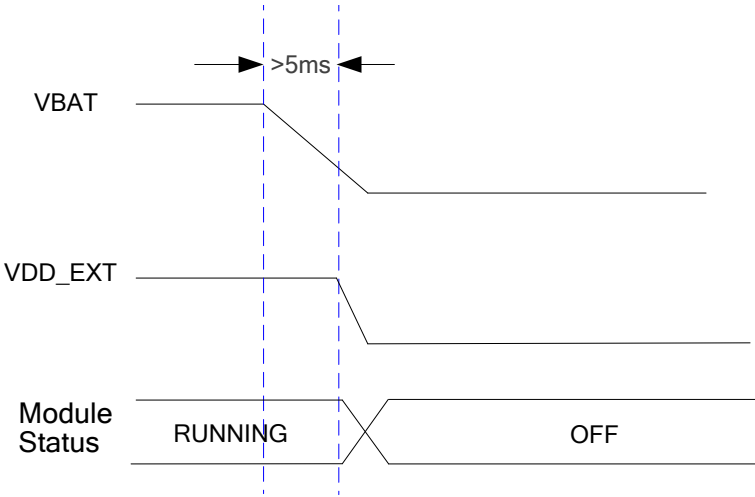 >5ms
VBAT
VDD_EXT
Module
Status
RUNNING
OFF